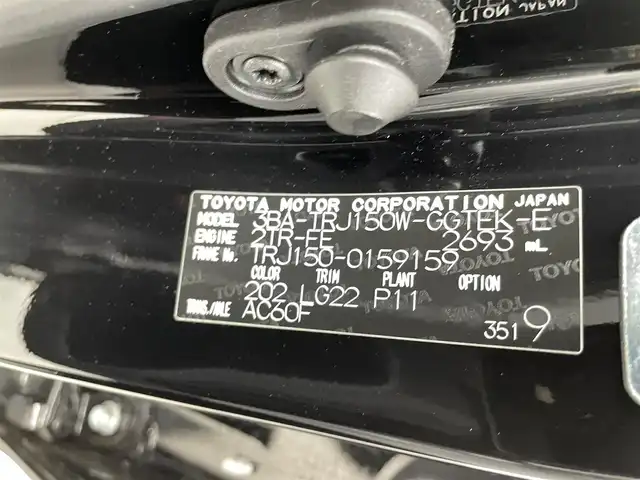 TOYOTA MOTOR CORPORATION JAPAN
MODEL 3BA-TRJ150W-GGTEK-E
ENGINE 2TR-FE 2693 mL
FRAME No. TRJ150-0159159
COLOR TRIM PLANT OPTION
202 LG22 P11
TRANS./AXLE AC60F
3519